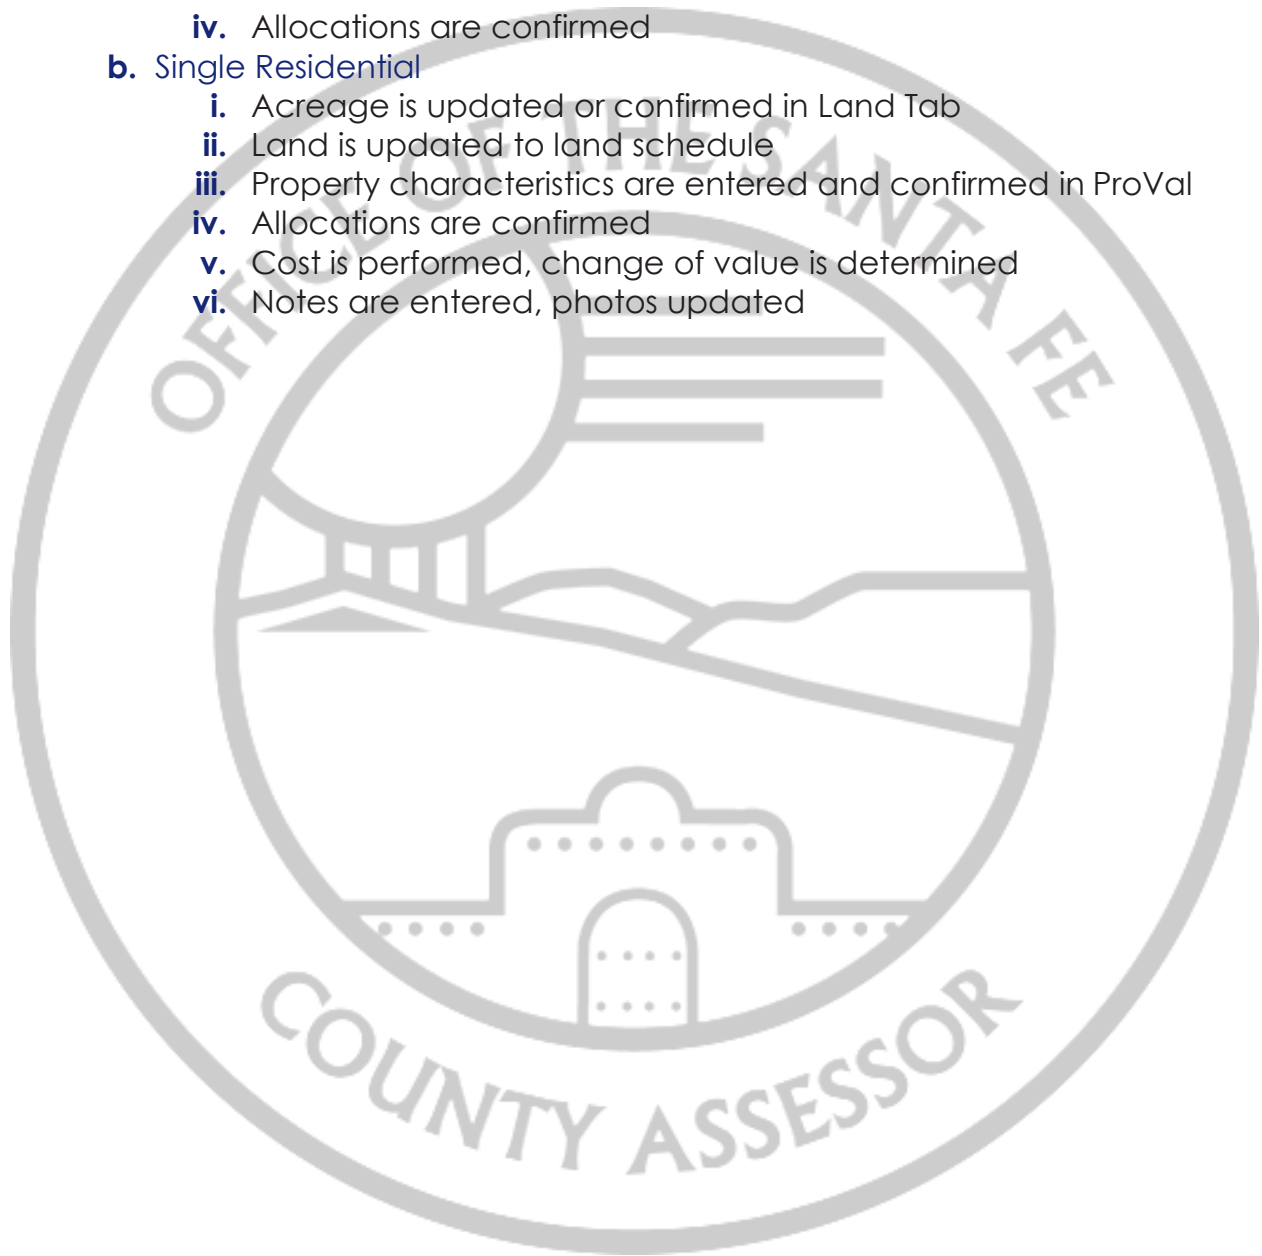 iv. Allocations are confirmed
b. Single Residential
i. Acreage is updated or confirmed in Land Tab
ii. Land is updated to land schedule
iii. Property characteristics are entered and confirmed in ProVal
iv. Allocations are confirmed
v. Cost is performed, change of value is determined
vi. Notes are entered, photos updated
OFFICE OF THE SANTA FE
COUNTY ASSESSOR